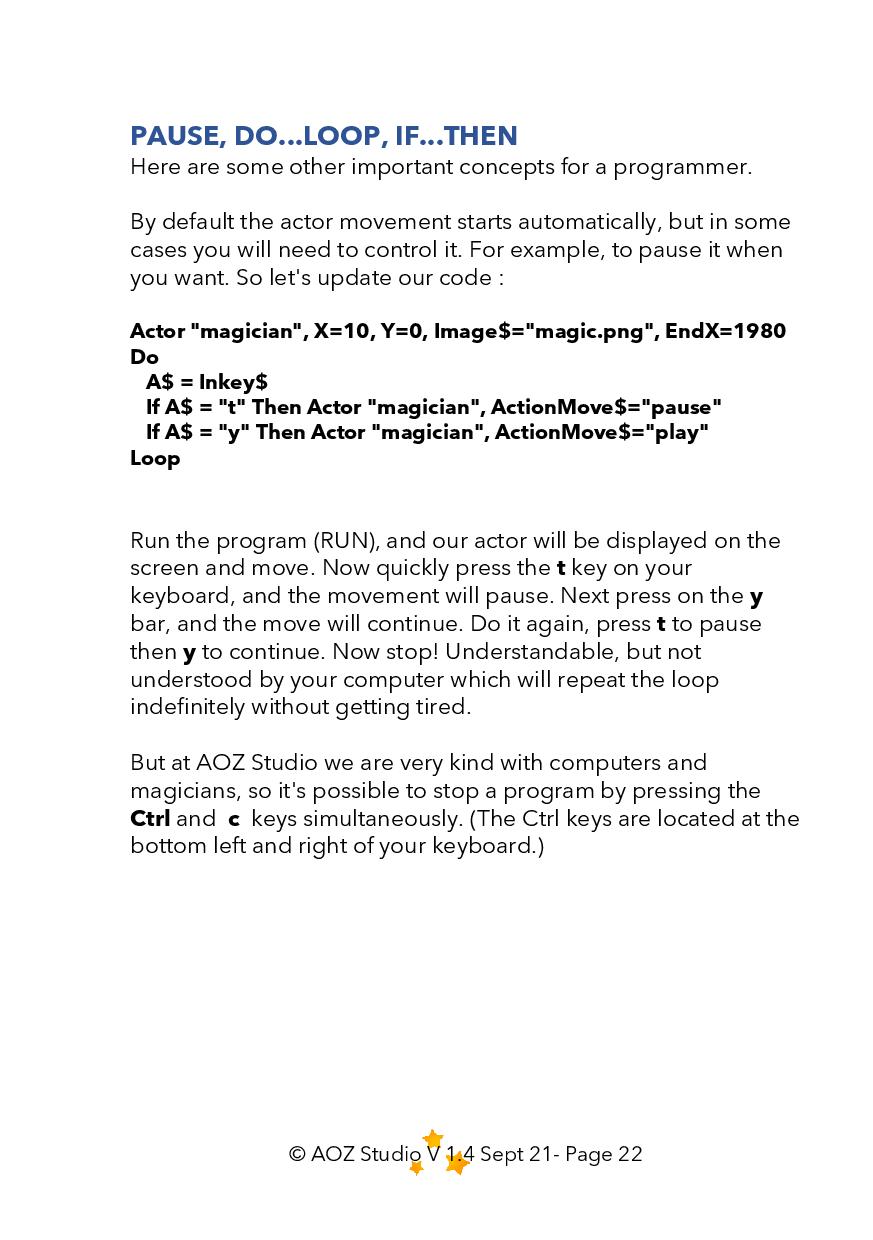 PAUSE, DO...LOOP, IF...THEN
Here are some other important concepts for a programmer.
By default the actor movement starts automatically, but in some
cases you will need to control it. For example, to pause it when
you want. So let's update our code :
Actor "magician", X=10, Y=0, Image$="magic.png", EndX=1980
Do
A$ = Inkey$
If A$ = "t" Then Actor "magician", ActionMove$="pause"
If A$ = "y" Then Actor "magician", ActionMove$="play"
Loop
Run the program (RUN), and our actor will be displayed on the
screen and move. Now quickly press the t key on your
keyboard, and the movement will pause. Next press on the y
bar, and the move will continue. Do it again, press t to pause
then y to continue. Now stop! Understandable, but not
understood by your computer which will repeat the loop
indefinitely without getting tired.
But at AOZ Studio we are very kind with computers and
magicians, so it's possible to stop a program by pressing the
Ctrl and c keys simultaneously. (The Ctrl keys are located at the
bottom left and right of your keyboard.)
© AOZ Studio V 1.4 Sept 21- Page 22